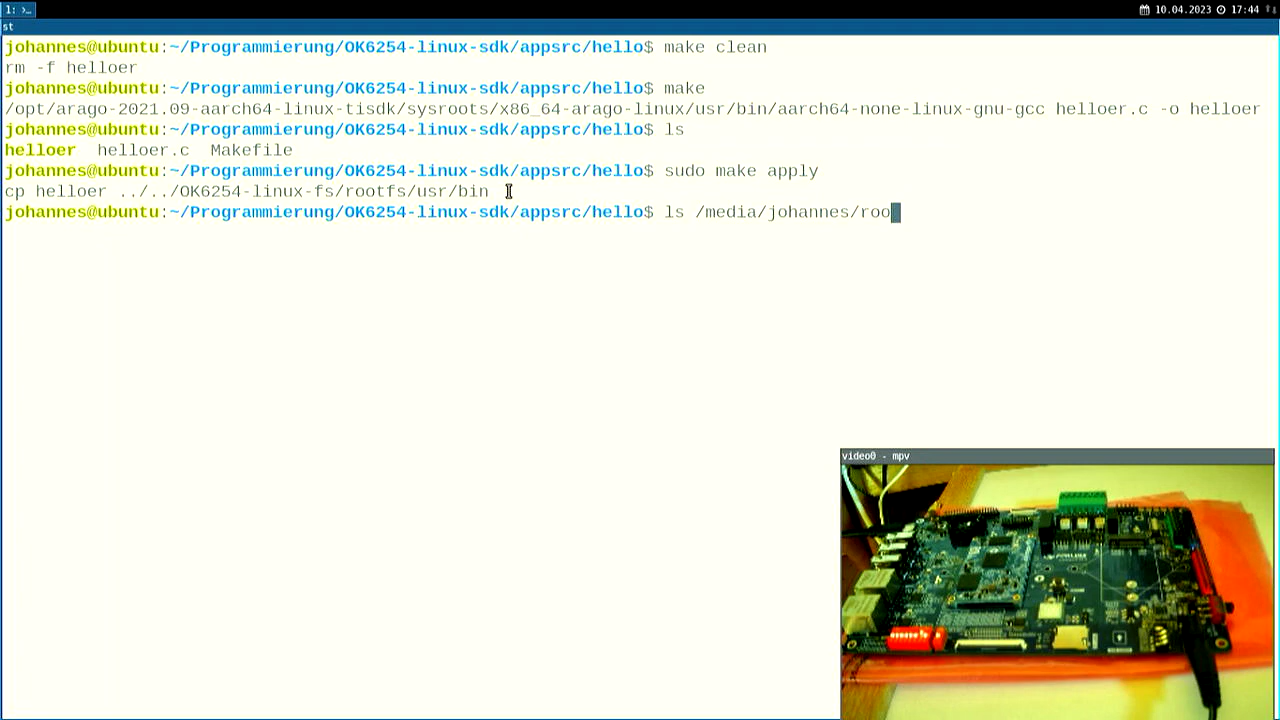 1: >_
10.04.2023 17:44
st
johannes@ubuntu:~/Programmierung/OK6254-linux-sdk/appsrc/hello$ make clean
rm -f helloer
johannes@ubuntu:~/Programmierung/OK6254-linux-sdk/appsrc/hello$ make
/opt/arago-2021.09-aarch64-linux-tisdk/sysroots/x86_64-arago-linux/usr/bin/aarch64-none-linux-gnu-gcc helloer.c -o helloer
johannes@ubuntu:~/Programmierung/OK6254-linux-sdk/appsrc/hello$ ls
helloer  helloer.c  Makefile
johannes@ubuntu:~/Programmierung/OK6254-linux-sdk/appsrc/hello$ sudo make apply
cp helloer ../../OK6254-linux-fs/rootfs/usr/bin
johannes@ubuntu:~/Programmierung/OK6254-linux-sdk/appsrc/hello$ ls /media/johannes/roo
video0 - mpv